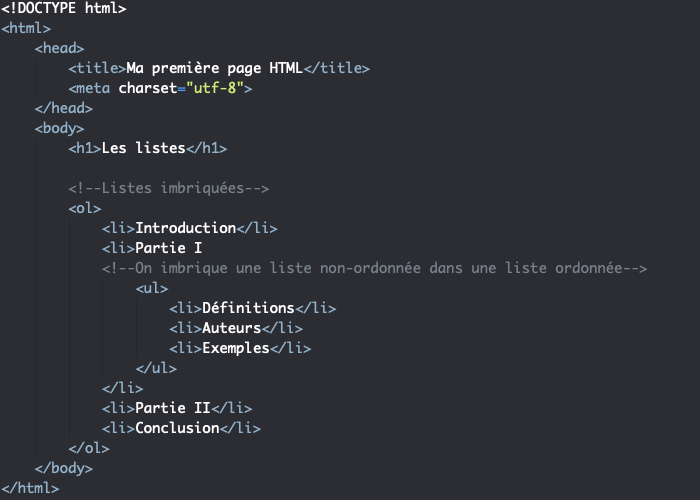 <!DOCTYPE html>
<html>
    <head>
        <title>Ma première page HTML</title>
        <meta charset="utf-8">
    </head>
    <body>
        <h1>Les listes</h1>

        <!--Listes imbriquées-->
        <ol>
            <li>Introduction</li>
            <li>Partie I
            <!--On imbrique une liste non-ordonnée dans une liste ordonnée-->
                <ul>
                    <li>Définitions</li>
                    <li>Auteurs</li>
                    <li>Exemples</li>
                </ul>
            </li>
            <li>Partie II</li>
            <li>Conclusion</li>
        </ol>
    </body>
</html>